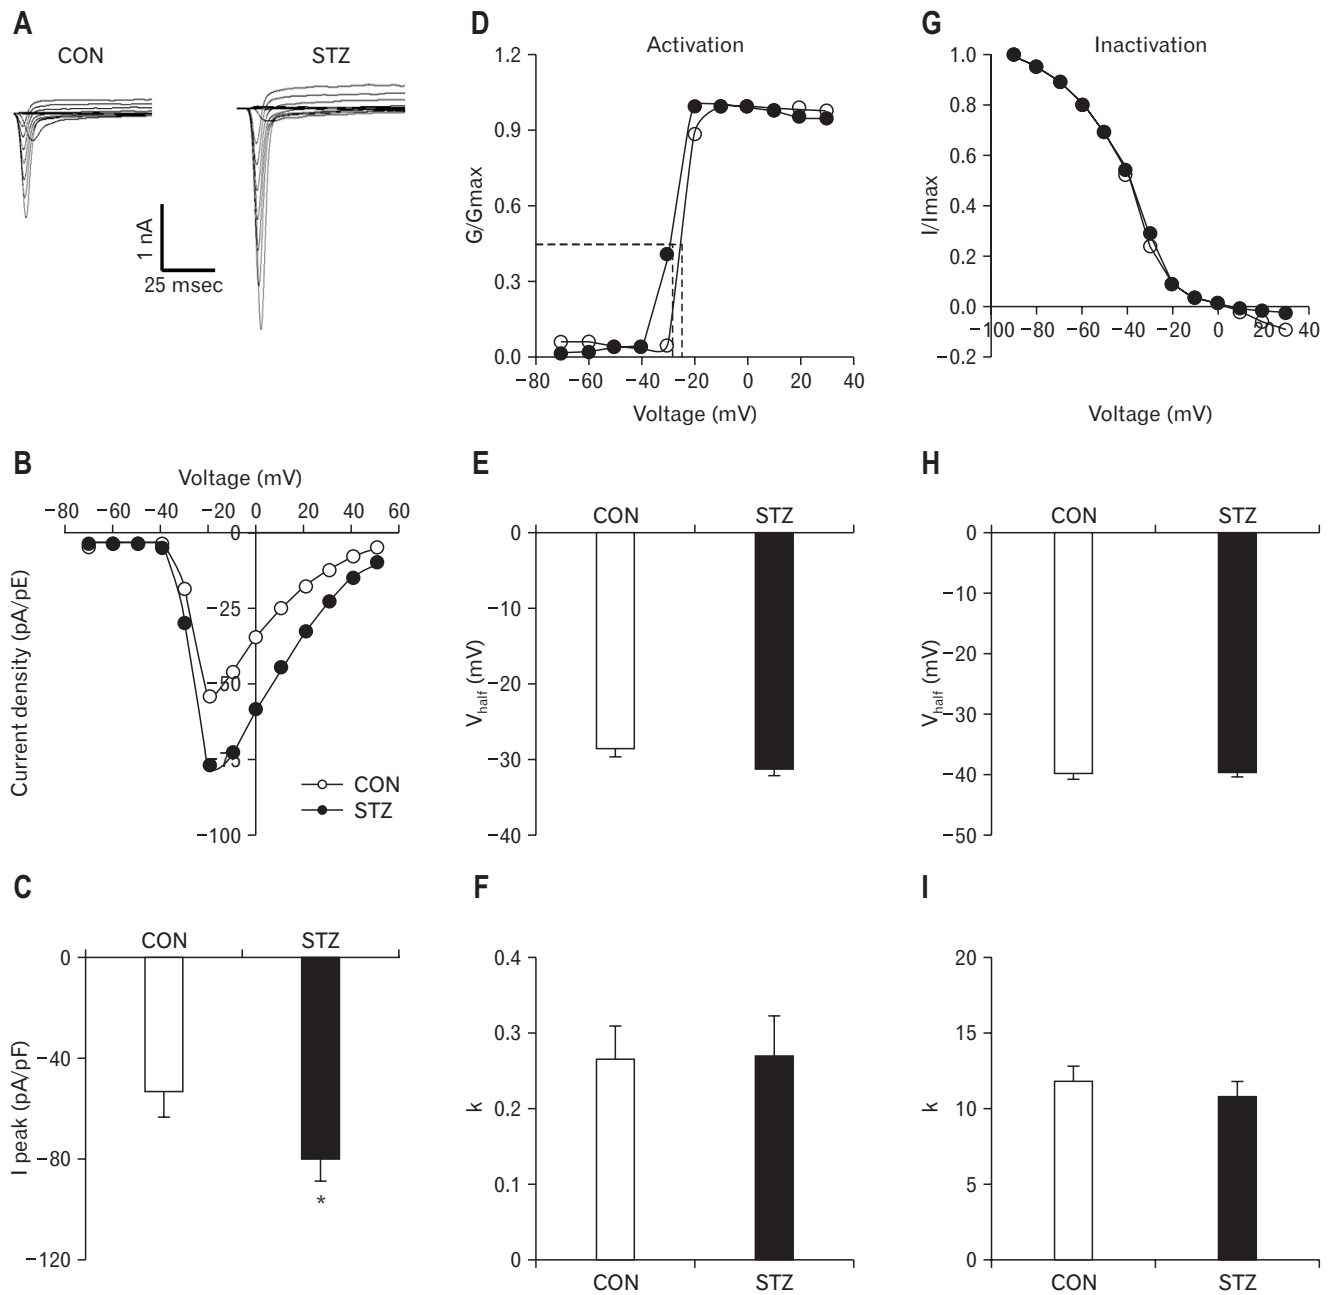 A
CON
STZ
1 nA
25 msec
D
Activation
1.2
0.9
0.6
0.3
0.0
G/Gmax
−80 −60 −40 −20 0 20 40
Voltage (mV)
G
Inactivation
1.0
0.8
0.6
0.4
0.2
0.0
−0.2
I/Imax
−100 −80 −60 −40 −20 0 20 40
Voltage (mV)
B
Voltage (mV)
−80 −60 −40 −20 0 20 40 60
0
−25
−50
−75
−100
Current density (pA/pE)
CON
STZ
E
CON STZ
0
−10
−20
−30
−40
Vhalf (mV)
H
CON STZ
0
−10
−20
−30
−40
−50
Vhalf (mV)
C
CON STZ
0
−40
−80
−120
I peak (pA/pF)
*
F
0.4
0.3
0.2
0.1
0
k
CON STZ
I
20
15
10
5
0
k
CON STZ